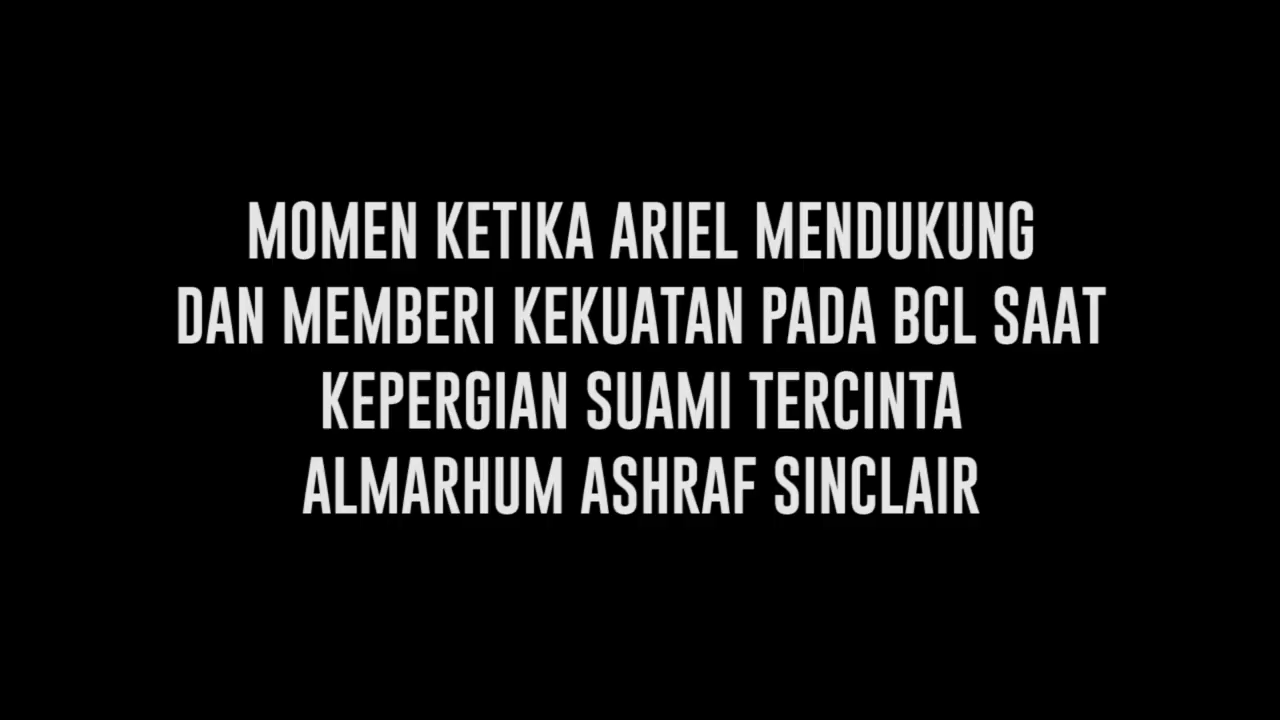 MOMEN KETIKA ARIEL MENDUKUNG
DAN MEMBERI KEKUATAN PADA BCL SAAT
KEPERGIAN SUAMI TERCINTA
ALMARHUM ASHRAF SINCLAIR